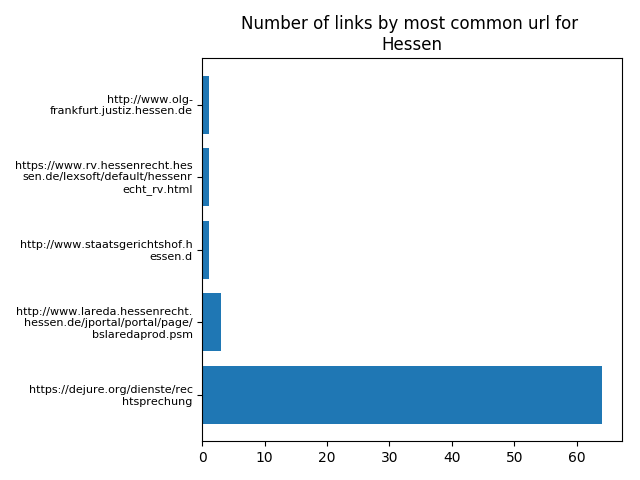 Number of links by most common url for
Hessen
http://www.olg-
frankfurt.justiz.hessen.de
https://www.rv.hessenrecht.hes
sen.de/lexsoft/default/hessenr
echt_rv.html
http://www.staatsgerichtshof.h
essen.d
http://www.lareda.hessenrecht.
hessen.de/jportal/portal/page/
bslaredaprod.psm
https://dejure.org/dienste/rec
htsprechung
0 10 20 30 40 50 60